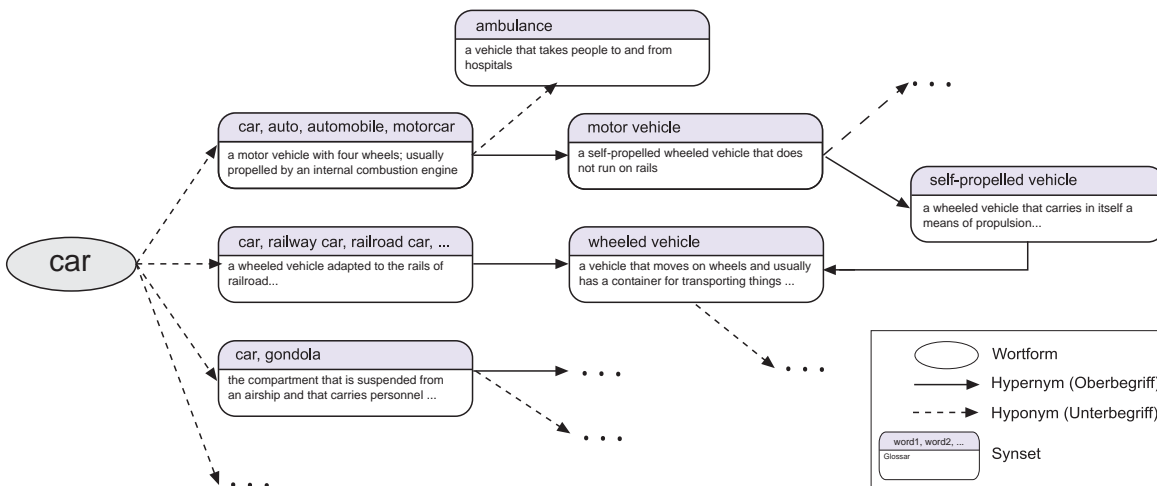 ambulance
a vehicle that takes people to and from
hospitals
. . .
car, auto, automobile, motorcar
a motor vehicle with four wheels; usually
propelled by an internal combustion engine
motor vehicle
a self-propelled wheeled vehicle that does
not run on rails
self-propelled vehicle
a wheeled vehicle that carries in itself a
means of propulsion...
car
car, railway car, railroad car, ...
a wheeled vehicle adapted to the rails of
railroad...
wheeled vehicle
a vehicle that moves on wheels and usually
has a container for transporting things ...
car, gondola
the compartment that is suspended from
an airship and that carries personnel ...
. . .
. . .
. . .
. . .
Wortform
Hypernym (Oberbegriff)
Hyponym (Unterbegriff)
word1, word2, ...
Glossar
Synset